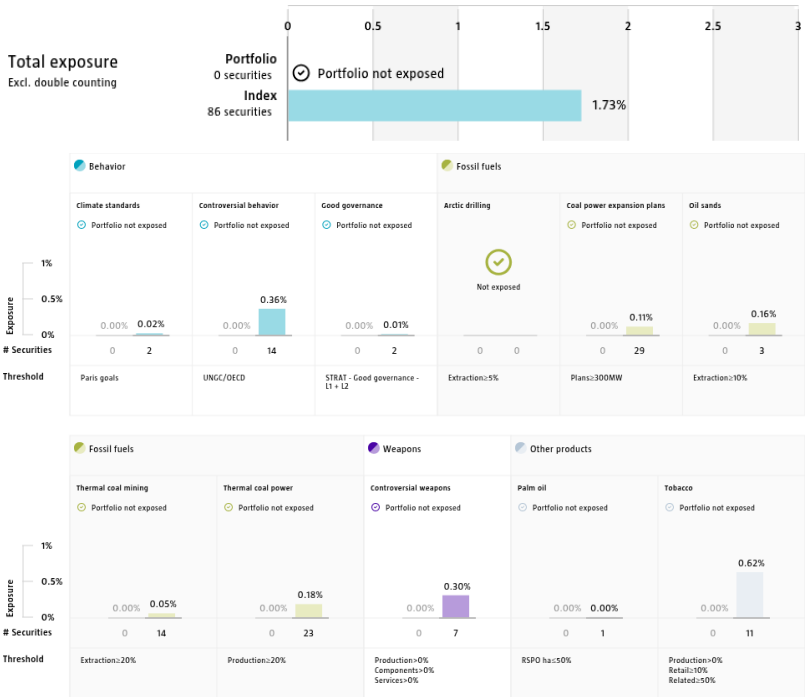 0 0.5 1 1.5 2 2.5 3
Total exposure
Excl. double counting
Portfolio
0 securities
Portfolio not exposed
Index
86 securities
1.73%
Behavior
Fossil fuels
Climate standards
Controversial behavior
Good governance
Arctic drilling
Coal power expansion plans
Oil sands
Portfolio not exposed
Portfolio not exposed
Portfolio not exposed
Not exposed
Portfolio not exposed
Portfolio not exposed
Exposure
1%
0.5%
0%
0.00% 0.02%
0.00% 0.36%
0.00% 0.01%
0.00% 0.11%
0.00% 0.16%
# Securities 0 2 0 14 0 2 0 0 0 29 0 3
Threshold
Paris goals
UNGC/OECD
STRAT - Good governance -
L1 + L2
Extraction≥5%
Plans≥300MW
Extraction≥10%
Fossil fuels
Weapons
Other products
Thermal coal mining
Thermal coal power
Controversial weapons
Palm oil
Tobacco
Portfolio not exposed
Portfolio not exposed
Portfolio not exposed
Portfolio not exposed
Portfolio not exposed
Exposure
1%
0.5%
0%
0.00% 0.05%
0.00% 0.18%
0.00% 0.30%
0.00% 0.00%
0.00% 0.62%
# Securities 0 14 0 23 0 7 0 1 0 11
Threshold
Extraction≥20%
Production≥20%
Production>0%
Components>0%
Services>0%
RSPO ha≤50%
Production>0%
Retail≥10%
Related≥50%